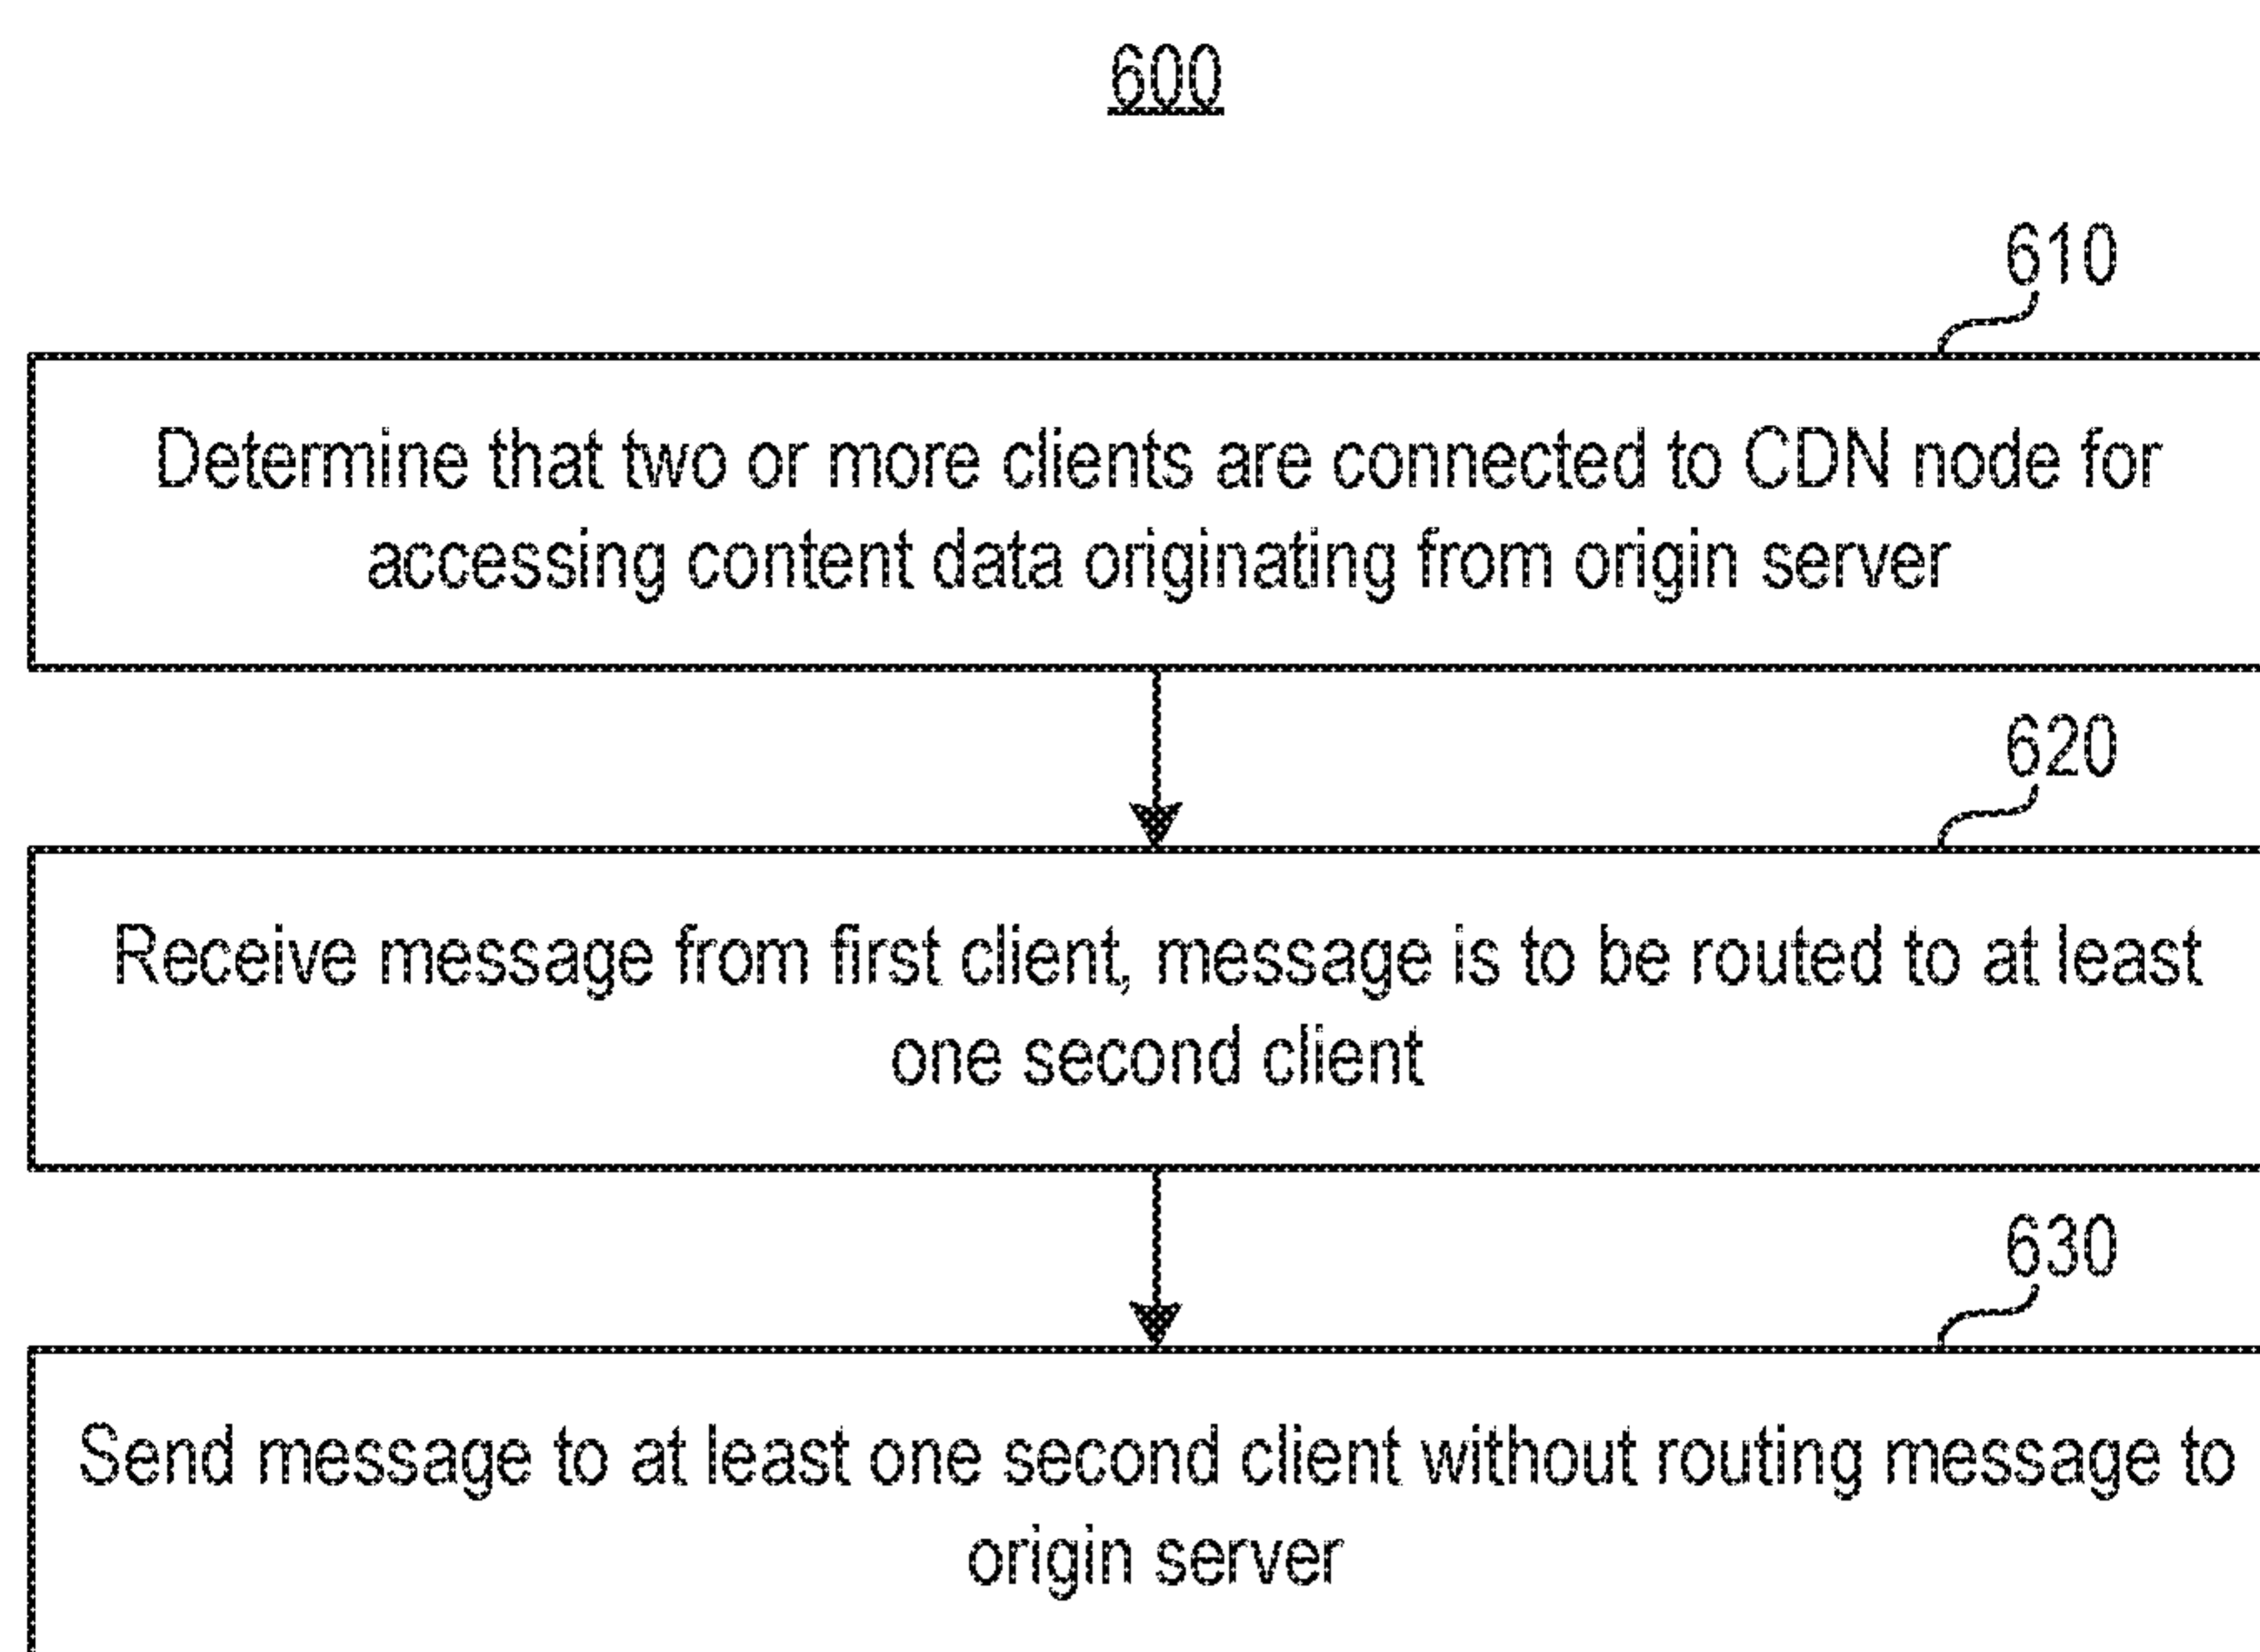 600
610
Determine that two or more clients are connected to CDN node for
accessing content data originating from origin server
620
Receive message from first client, message is to be routed to at least
one second client
630
Send message to at least one second client without routing message to
origin server